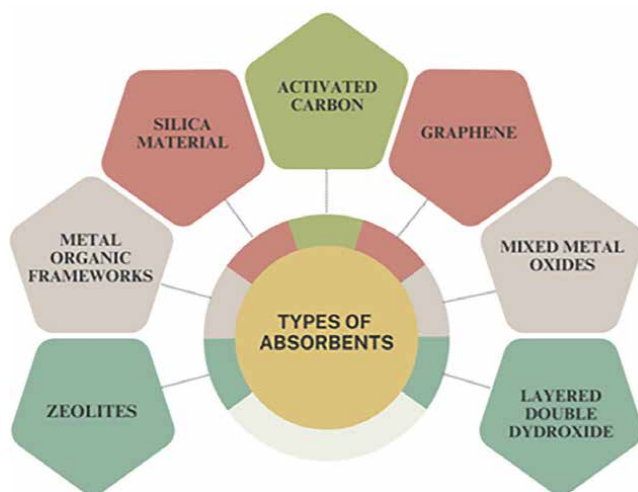 ACTIVATED
CARBON
SILICA
MATERIAL
GRAPHENE
METAL
ORGANIC
FRAMEWORKS
MIXED METAL
OXIDES
TYPES OF
ABSORBENTS
ZEOLITES
LAYERED
DOUBLE
DYDROXIDE